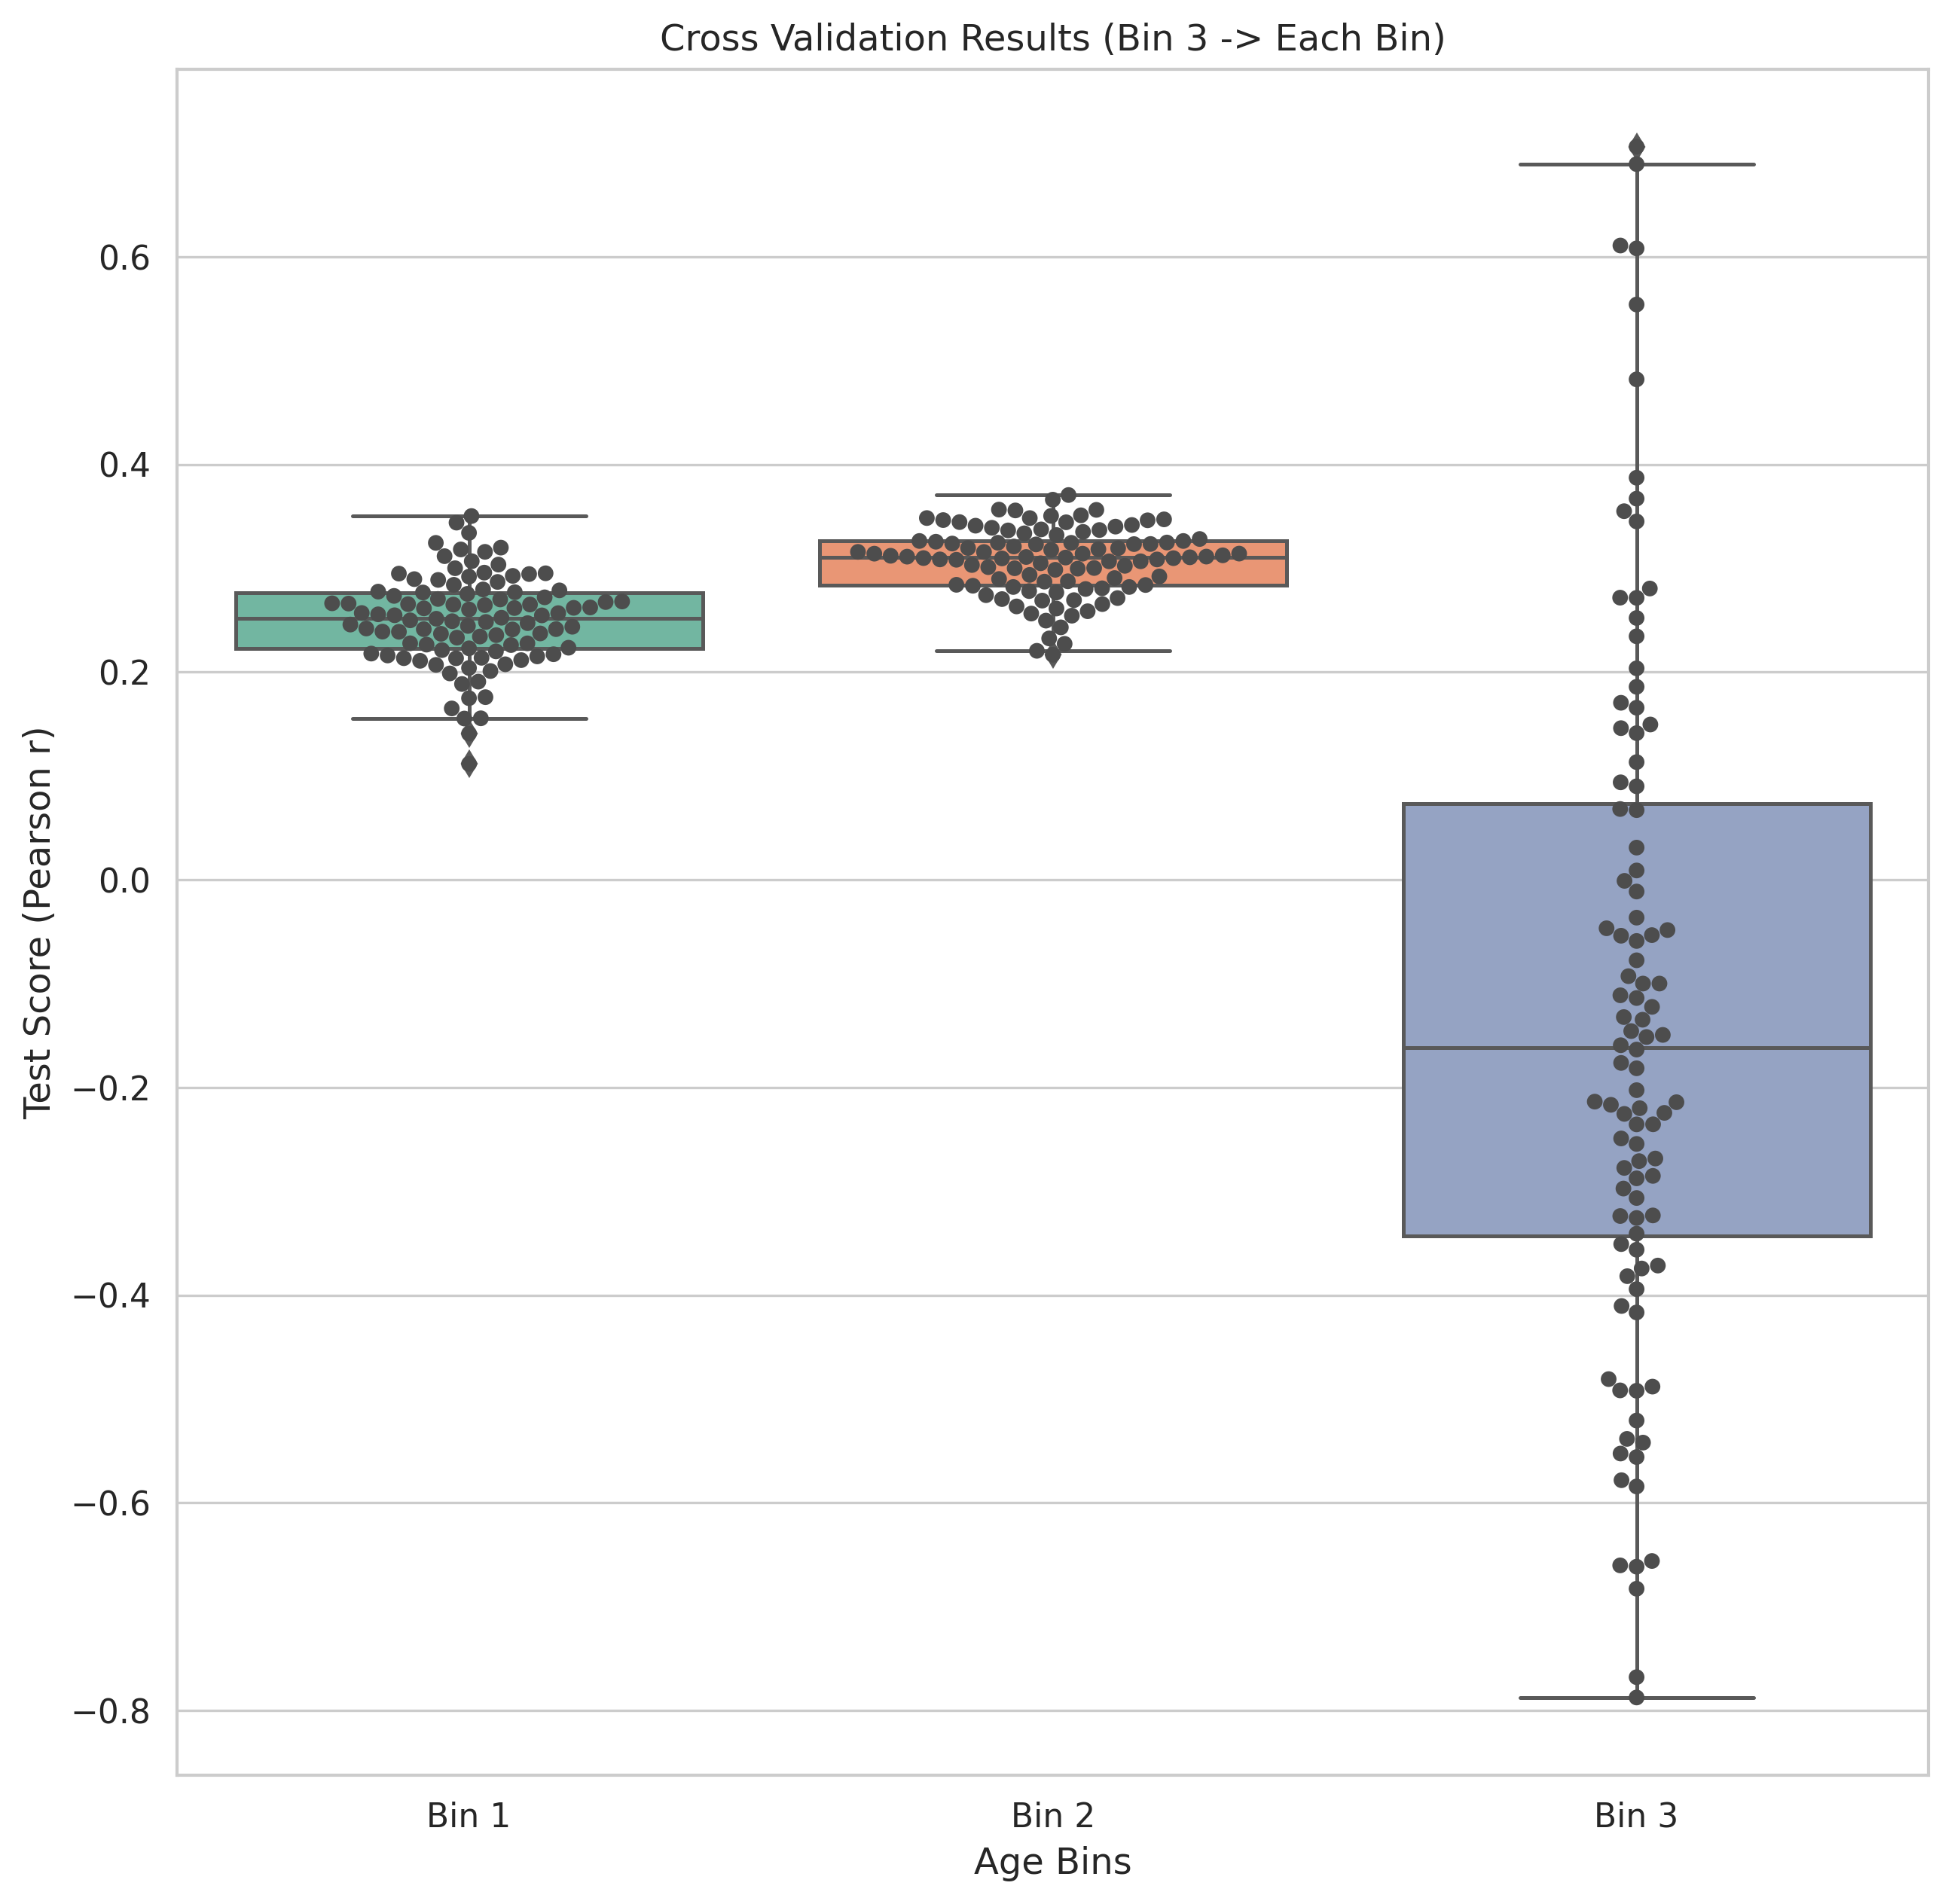 Cross Validation Results (Bin 3 -> Each Bin)
Test Score (Pearson r)
0.6
0.4
0.2
0.0
−0.2
−0.4
−0.6
−0.8
Bin 1
Bin 2
Bin 3
Age Bins